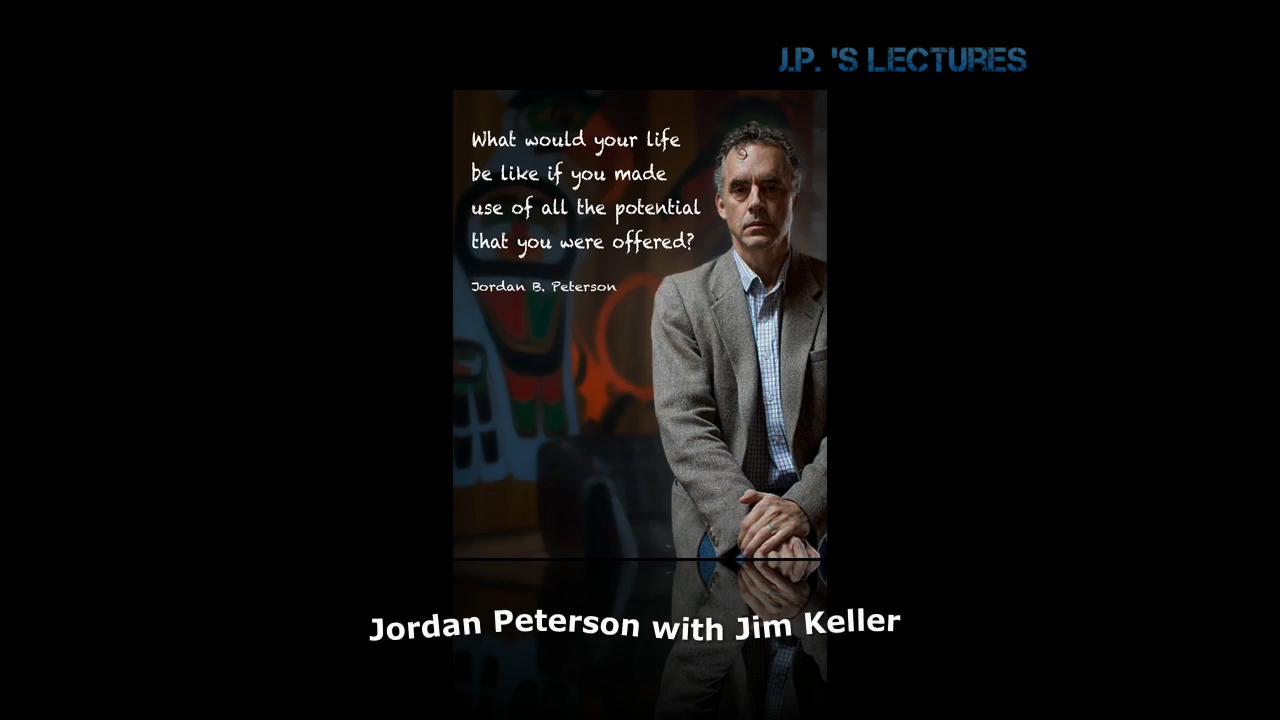 J.P. 'S LECTURES
What would your life
be like if you made
use of all the potential
that you were offered?
Jordan B. Peterson
Jordan Peterson with Jim Keller